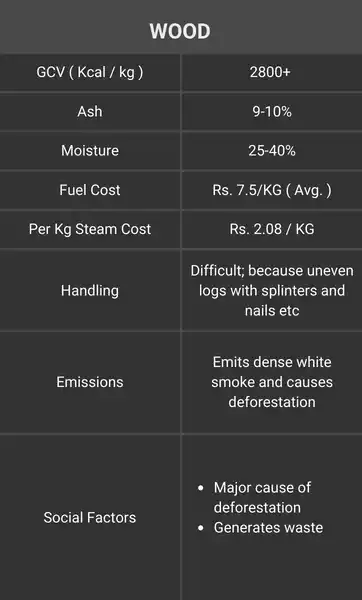 WOOD
GCV ( Kcal / kg )
2800+
Ash
9-10%
Moisture
25-40%
Fuel Cost
Rs. 7.5/KG ( Avg. )
Per Kg Steam Cost
Rs. 2.08 / KG
Handling
Difficult; because uneven
logs with splinters and
nails etc
Emissions
Emits dense white
smoke and causes
deforestation
Social Factors
• Major cause of
deforestation
• Generates waste